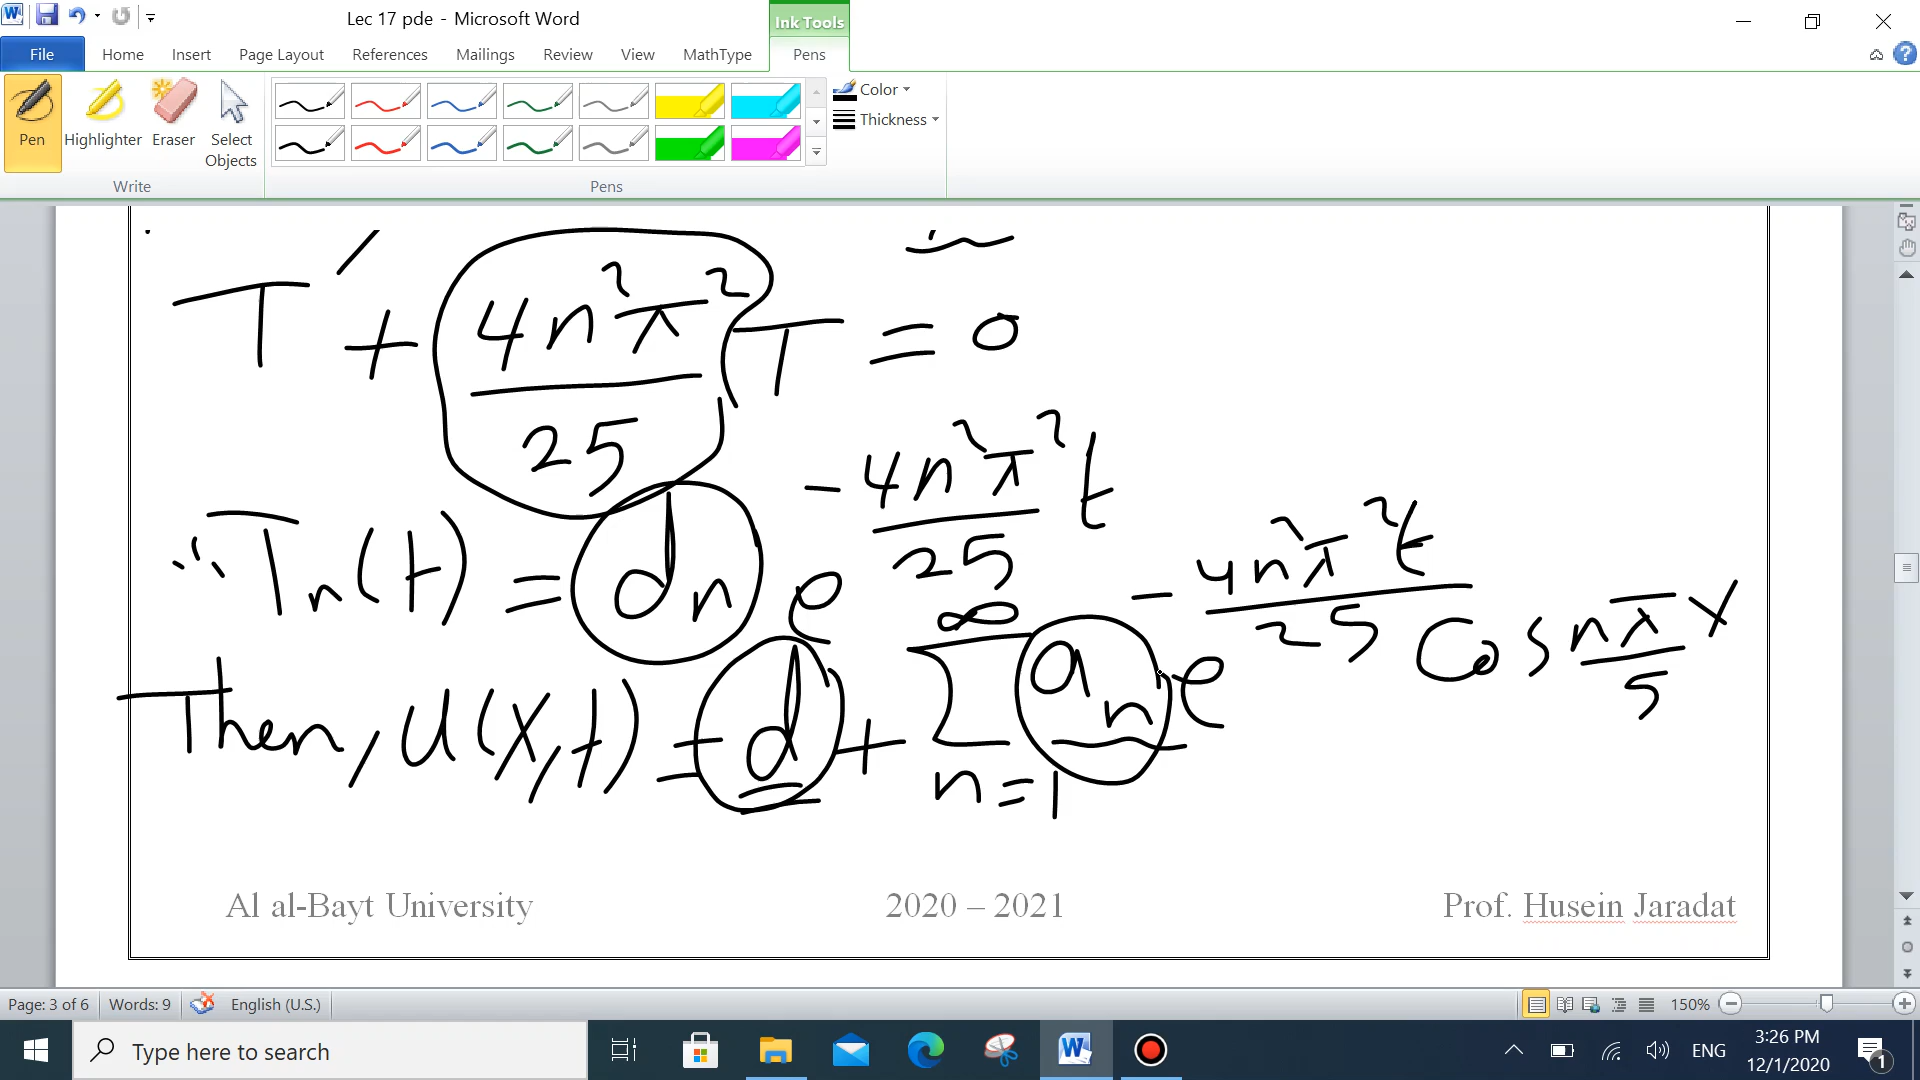 Lec 17 pde - Microsoft Word
Ink Tools
File Home Insert Page Layout References Mailings Review View MathType Pens
Pen Highlighter Eraser Select Objects
Color
Thickness
Write
Pens
T′ + 4n²π²/25 T = 0
∴ Tn(t) = dn e^(-4n²π²t/25)
Then, U(X,t) = d + ∑_{n=1}^{∞} an e^(-4n²π²t/25) Cos nπx/5
Al al-Bayt University 2020 – 2021 Prof. Husein Jaradat
Page: 3 of 6 Words: 9 English (U.S.) 150%
Type here to search
ENG
3:26 PM
12/1/2020
1